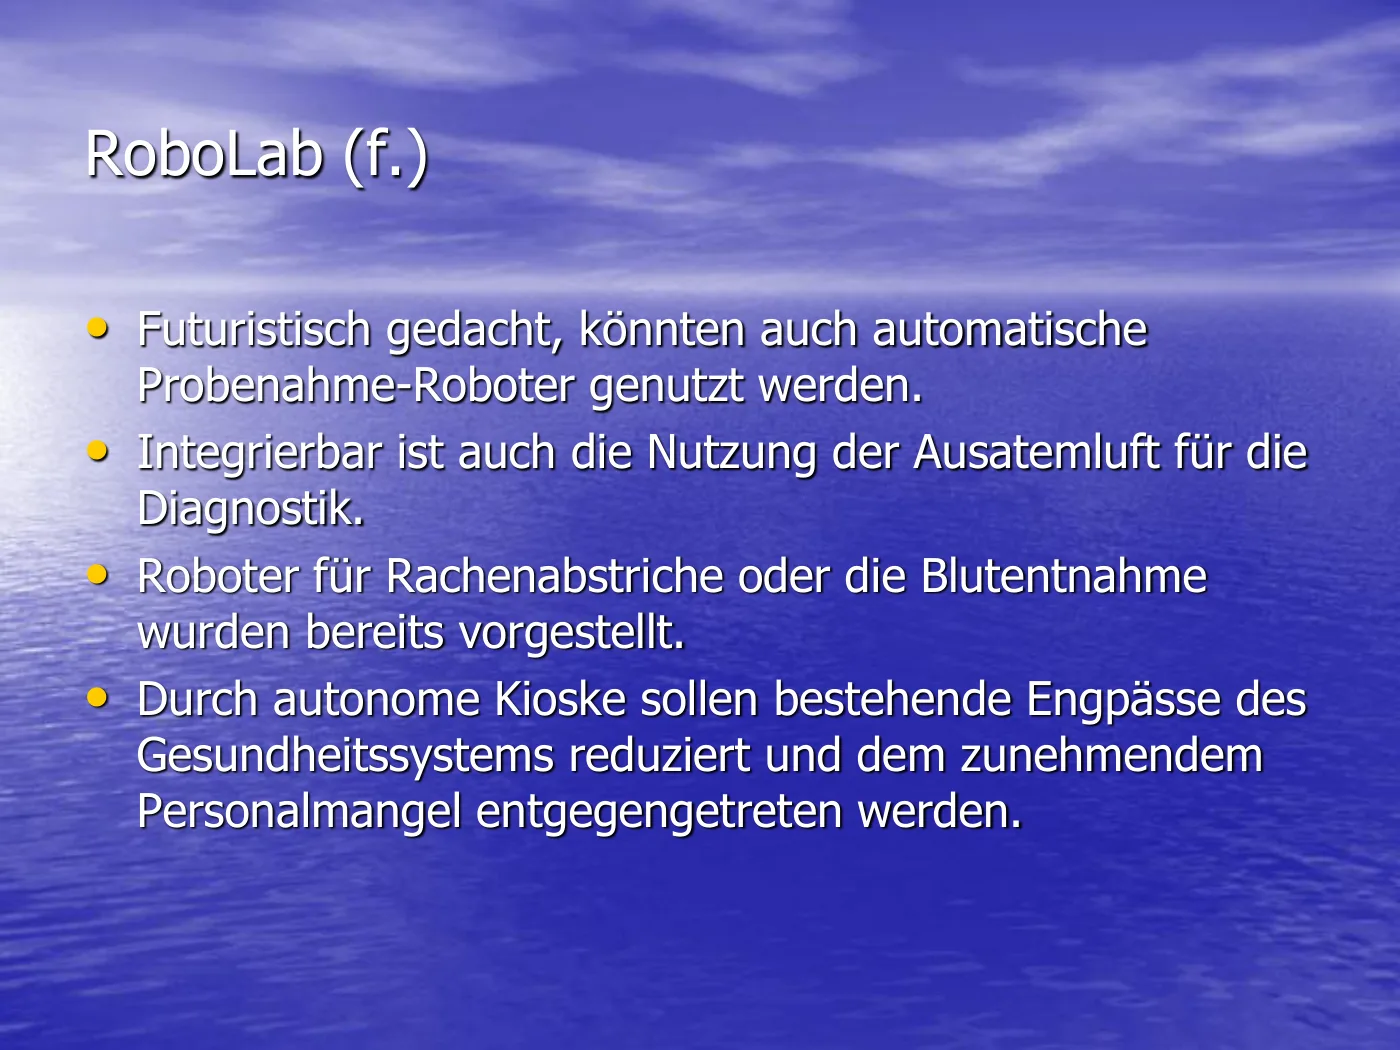 RoboLab (f.)
• Futuristisch gedacht, könnten auch automatische
Probenahme-Roboter genutzt werden.
• Integrierbar ist auch die Nutzung der Ausatemluft für die
Diagnostik.
• Roboter für Rachenabstriche oder die Blutentnahme
wurden bereits vorgestellt.
• Durch autonome Kioske sollen bestehende Engpässe des
Gesundheitssystems reduziert und dem zunehmendem
Personalmangel entgegengetreten werden.